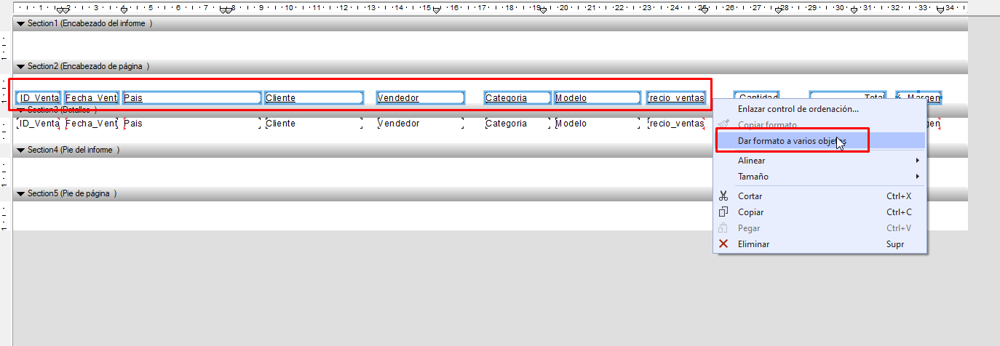 1 2 3 4 5 6 7 8 9 10 11 12 13 14 15 16 17 18 19 20 21 22 23 24 25 26 27 28 29 30 31 32 33 34
Section1 (Encabezado del informe )
Section2 (Encabezado de página )
ID_Venta Fecha_Vent Pais Cliente Vendedor Categoria Modelo recio_ventas Cantidad Total Margen
Section3 (Detalles )
ID_Venta Fecha_Vent Pais Cliente Vendedor Categoria Modelo recio_ventas gen
Section4 (Pie del informe )
Section5 (Pie de página )
Enlazar control de ordenación...
Copiar formato
Dar formato a varios objetos
Alinear
Tamaño
Cortar Ctrl+X
Copiar Ctrl+C
Pegar Ctrl+V
Eliminar Supr